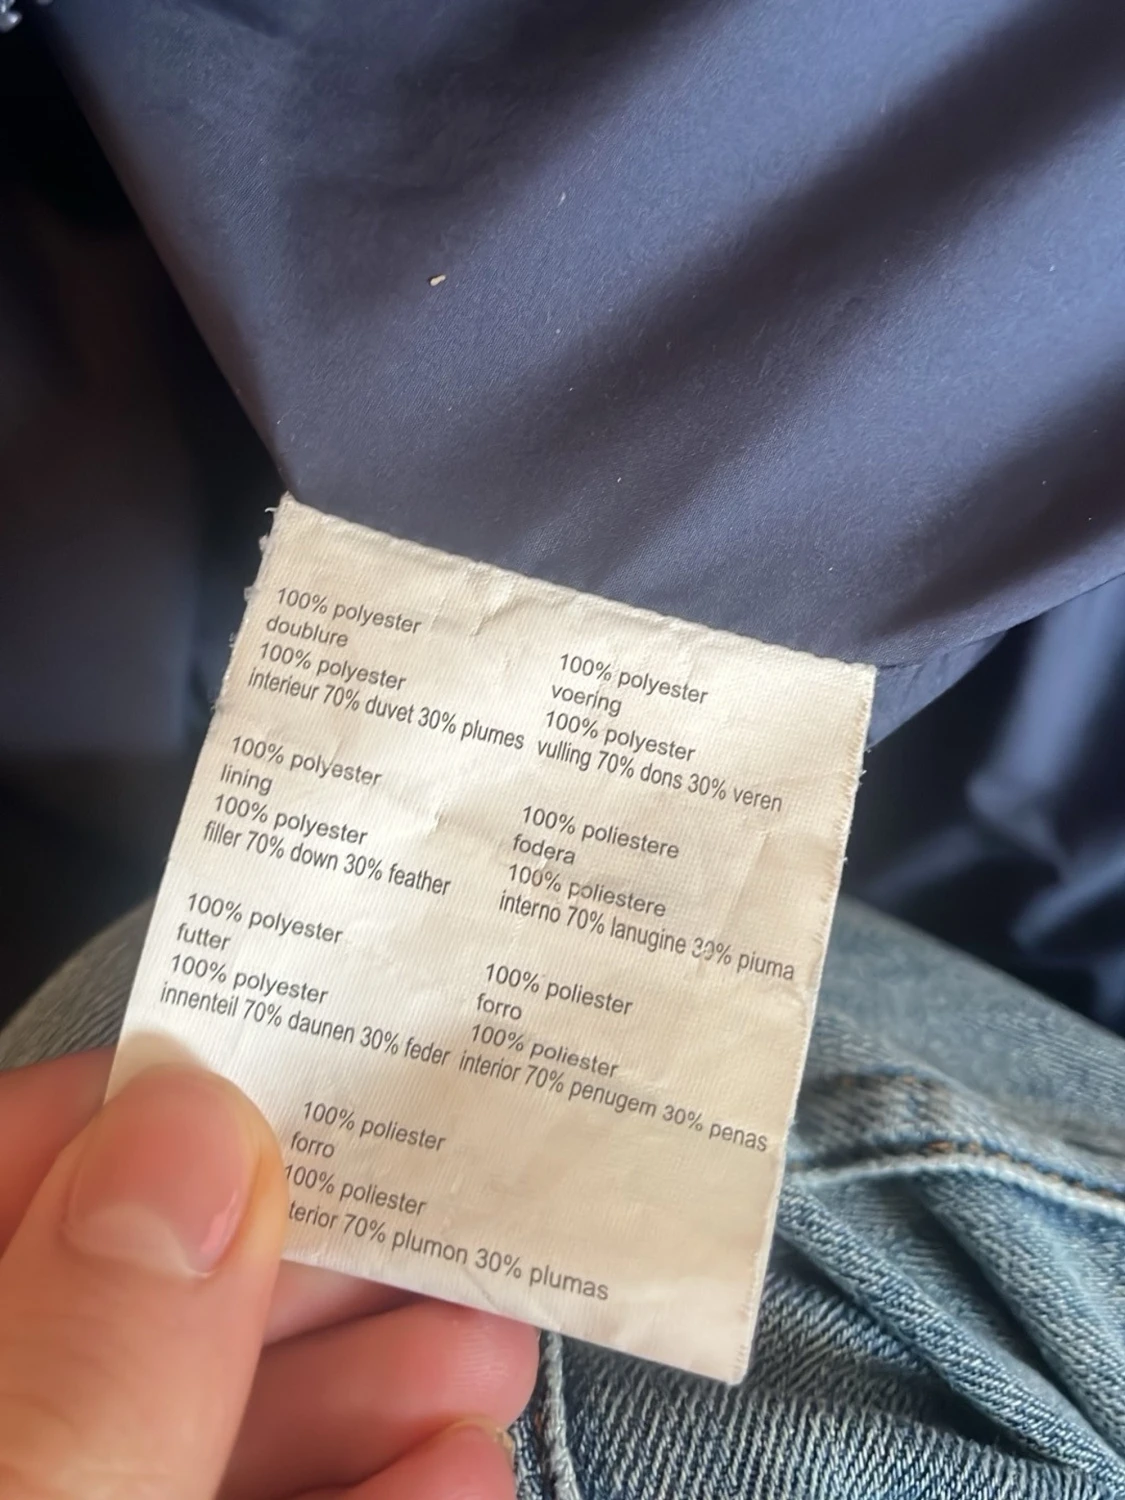 100% polyester
doublure
100% polyester
interieur 70% duvet 30% plumes
100% polyester
lining
100% polyester
filler 70% down 30% feather
100% polyester
futter
100% polyester
innenteil 70% daunen 30% feder
100% polyester
voering
100% polyester
vulling 70% dons 30% veren
100% poliestere
fodera
100% poliestere
interno 70% lanugine 30% piuma
100% poliester
forro
100% poliester
interior 70% penugem 30% penas
100% poliester
forro
100% poliester
terior 70% plumon 30% plumas